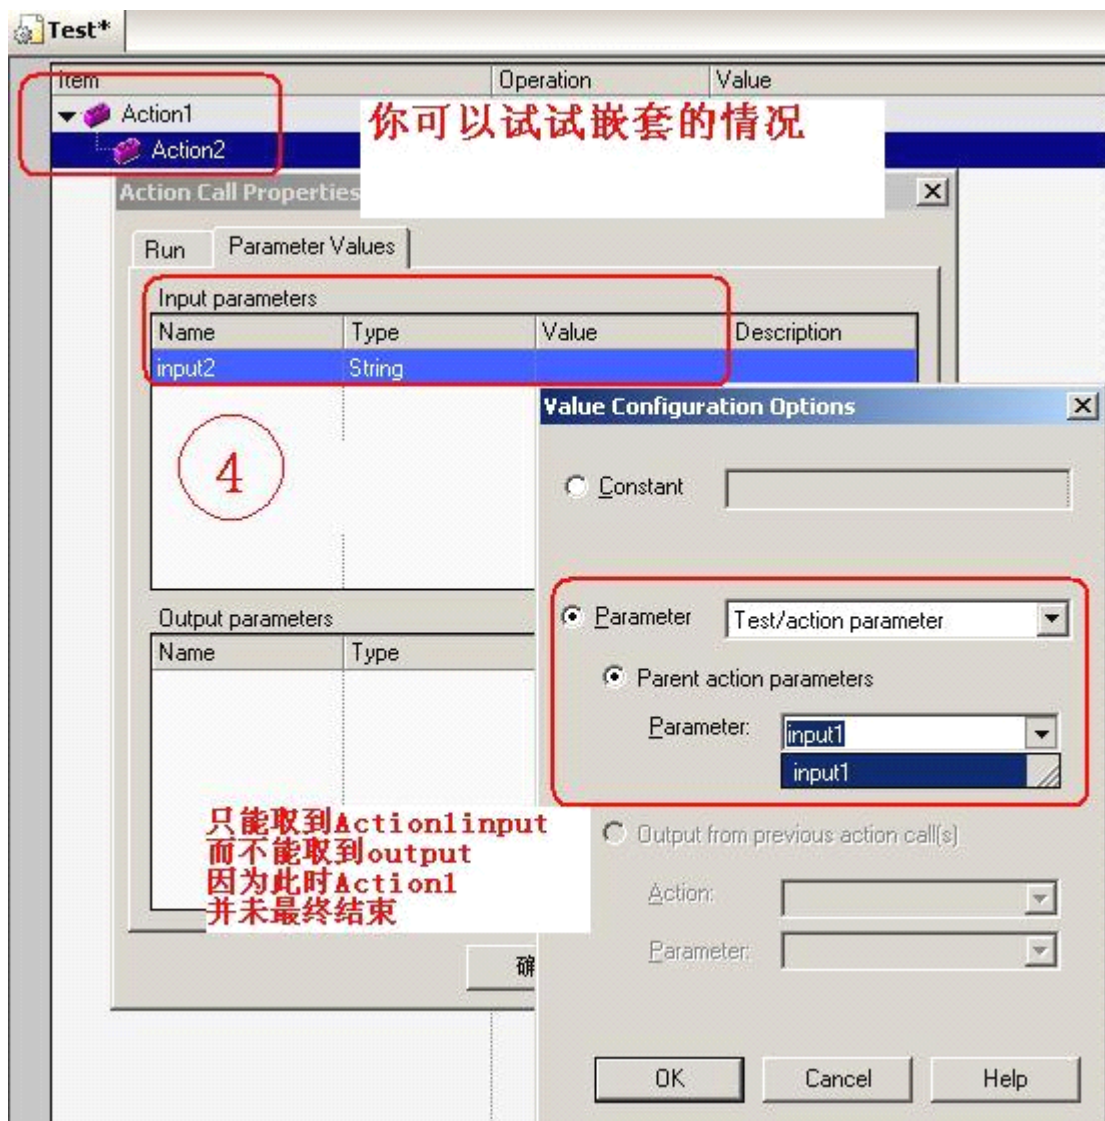 Test*
Item Operation Value
Action1
你可以试试嵌套的情况
Action2
Action Call Properties
Run Parameter Values
Input parameters
Name Type Value Description
input2 String
Value Configuration Options
4
Constant
Parameter Test/action parameter
Output parameters
Name Type
Parent action parameters
Parameter: input1
input1
只能取到Action1input
而不能取到output
因为此时Action1
并未最终结束
Output from previous action call(s)
Action:
Parameter:
确
OK Cancel Help